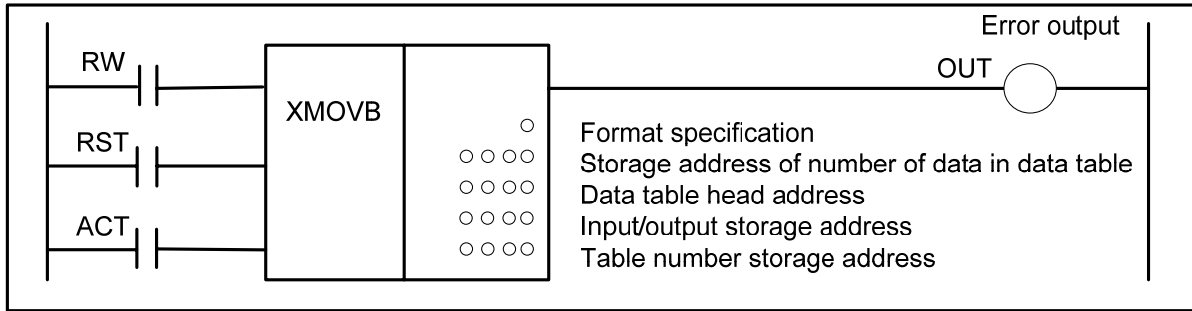 Error output
RW
OUT
XMOVB
RST
Format specification
Storage address of number of data in data table
Data table head address
ACT
Input/output storage address
Table number storage address